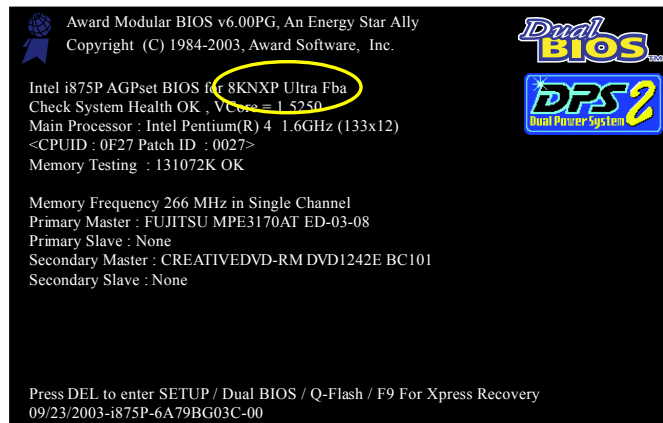 Award Modular BIOS v6.00PG, An Energy Star Ally
Copyright (C) 1984-2003, Award Software, Inc.
Dual
BIOS TM
Intel i875P AGPset BIOS for 8KNXP Ultra Fba
Check System Health OK , VCore = 1.5250
Main Processor : Intel Pentium(R) 4 1.6GHz (133x12)
<CPUID : 0F27 Patch ID : 0027>
Memory Testing : 131072K OK
DPS 2
Dual Power System
Memory Frequency 266 MHz in Single Channel
Primary Master : FUJITSU MPE3170AT ED-03-08
Primary Slave : None
Secondary Master : CREATIVEDVD-RM DVD1242E BC101
Secondary Slave : None
Press DEL to enter SETUP / Dual BIOS / Q-Flash / F9 For Xpress Recovery
09/23/2003-i875P-6A79BG03C-00